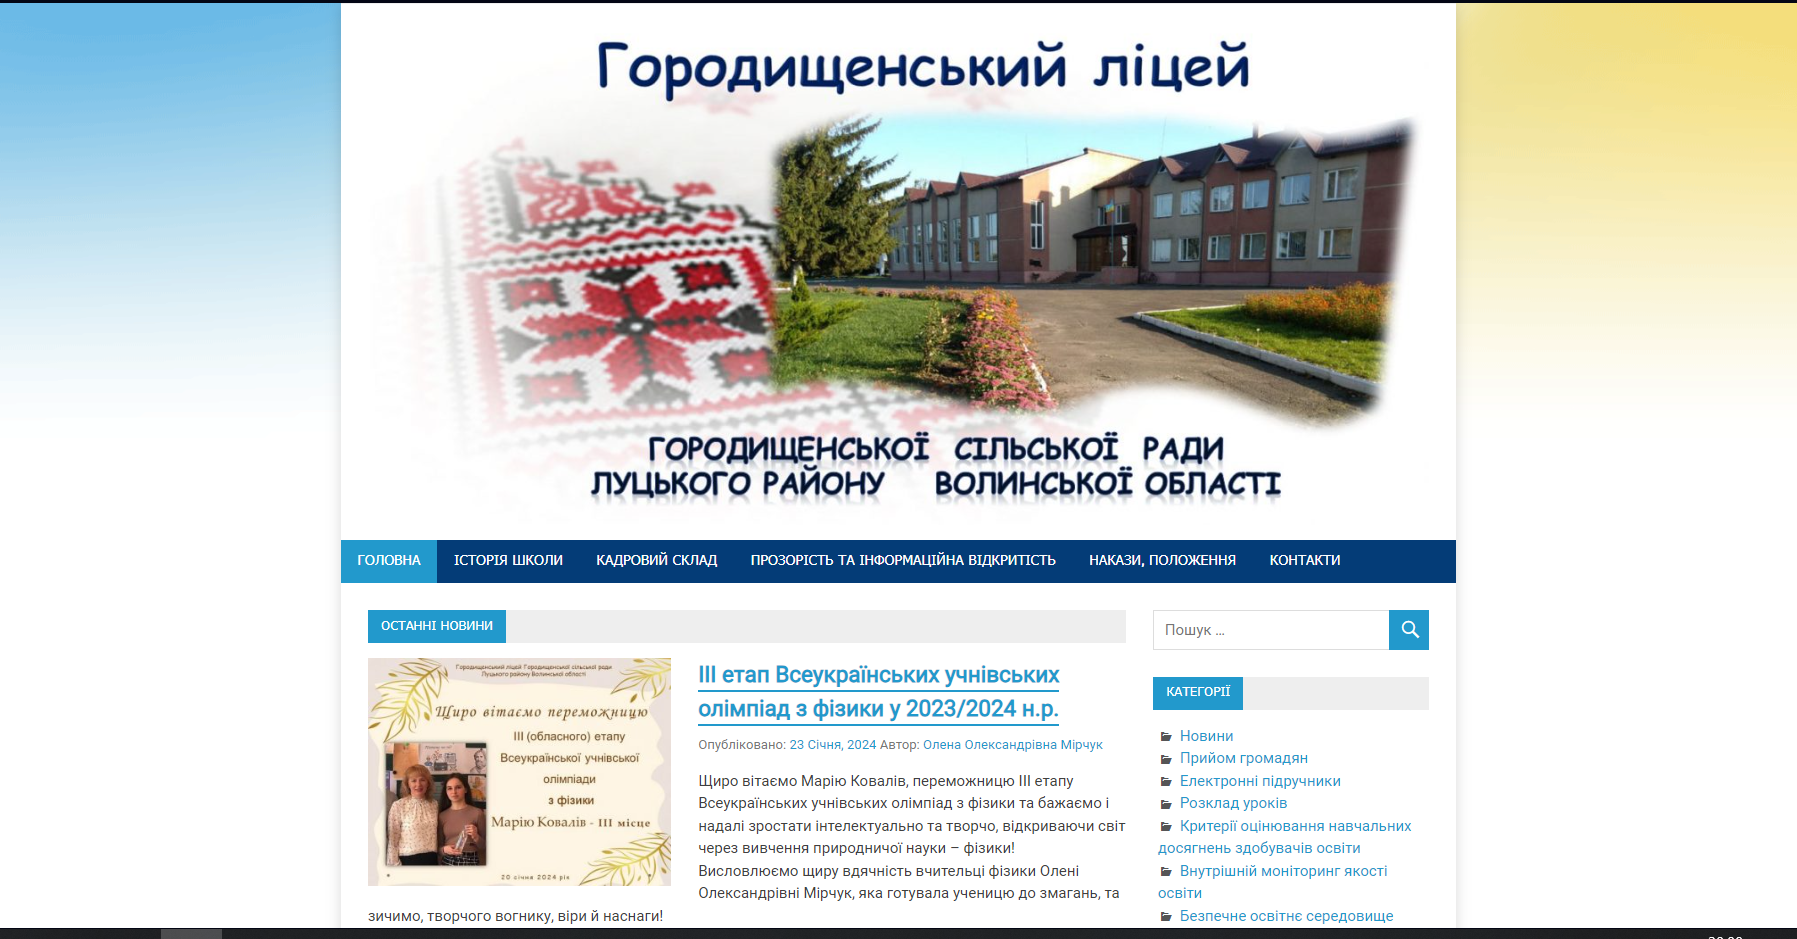 Городищенський ліцей
ГОРОДИЩЕНСЬКОЇ СІЛЬСЬКОЇ РАДИ
ЛУЦЬКОГО РАЙОНУ ВОЛИНСЬКОЇ ОБЛАСТІ
ГОЛОВНА ІСТОРІЯ ШКОЛИ КАДРОВИЙ СКЛАД ПРОЗОРІСТЬ ТА ІНФОРМАЦІЙНА ВІДКРИТІСТЬ НАКАЗИ, ПОЛОЖЕННЯ КОНТАКТИ
ОСТАННІ НОВИНИ
Городищенський ліцей Городищенської сільської ради
Луцького району Волинської області
Щиро вітаємо переможницю
ІІІ (обласного) етапу
Всеукраїнської учнівської
олімпіади
з фізики
Марію Ковалів - ІІІ місце
20 січня 2024 рік
ІІІ етап Всеукраїнських учнівських
олімпіад з фізики у 2023/2024 н.р.
Опубліковано: 23 Січня, 2024 Автор: Олена Олександрівна Мірчук
Щиро вітаємо Марію Ковалів, переможницю ІІІ етапу
Всеукраїнських учнівських олімпіад з фізики та бажаємо і
надалі зростати інтелектуально та творчо, відкриваючи світ
через вивчення природничої науки – фізики!
Висловлюємо щиру вдячність вчительці фізики Олені
Олександрівні Мірчук, яка готувала ученицю до змагань, та
зичимо, творчого вогнику, віри й наснаги!
Пошук ...
КАТЕГОРІЇ
Новини
Прийом громадян
Електронні підручники
Розклад уроків
Критерії оцінювання навчальних
досягнень здобувачів освіти
Внутрішній моніторинг якості
освіти
Безпечне освітнє середовище